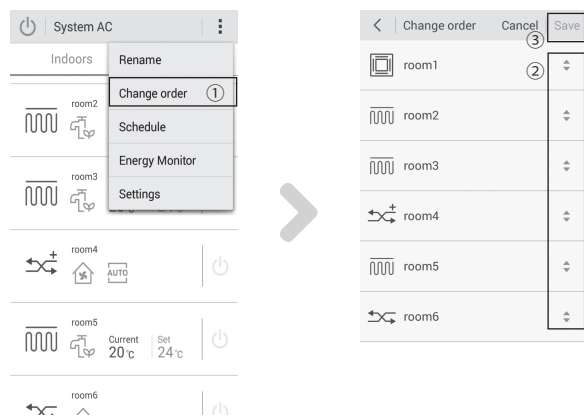 System AC
Indoors
Rename
Change order ①
Schedule
Energy Monitor
Settings
room2
room3
room4
AUTO
room5
Current 20°c
Set 24°c
room6
Change order Cancel Save
③
room1
②
room2
room3
room4
room5
room6